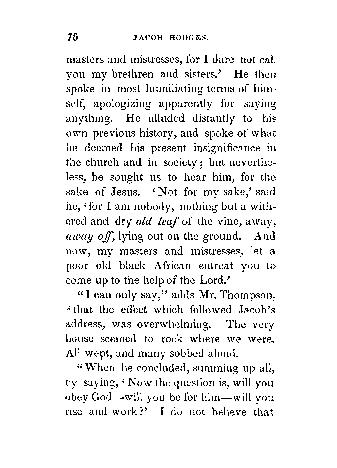 76 JACOB HODGES.
masters and mistresses, for I dare not call
you my brethren and sisters.' He then
spoke in most humiliating terms of him-
self, apologizing apparently for saying
anything. He alluded distantly to his
own previous history, and spoke of what
he deemed his present insignificance in
the church and in society; but neverthe-
less, he sought us to hear him, for the
sake of Jesus. 'Not for my sake,' said
he, 'for I am nobody, nothing but a with-
ered and dry old leaf of the vine, away,
away off, lying out on the ground. And
now, my masters and mistresses, let a
poor old black African entreat you to
come up to the help of the Lord.'
"I can only say," adds Mr. Thompson,
"that the effect which followed Jacob's
address, was overwhelming. The very
house seemed to rock where we were.
All wept, and many sobbed aloud.
"When he concluded, summing up all,
by saying, 'Now the question is, will you
obey God—will you be for him—will you
rise and work?' I do not believe that